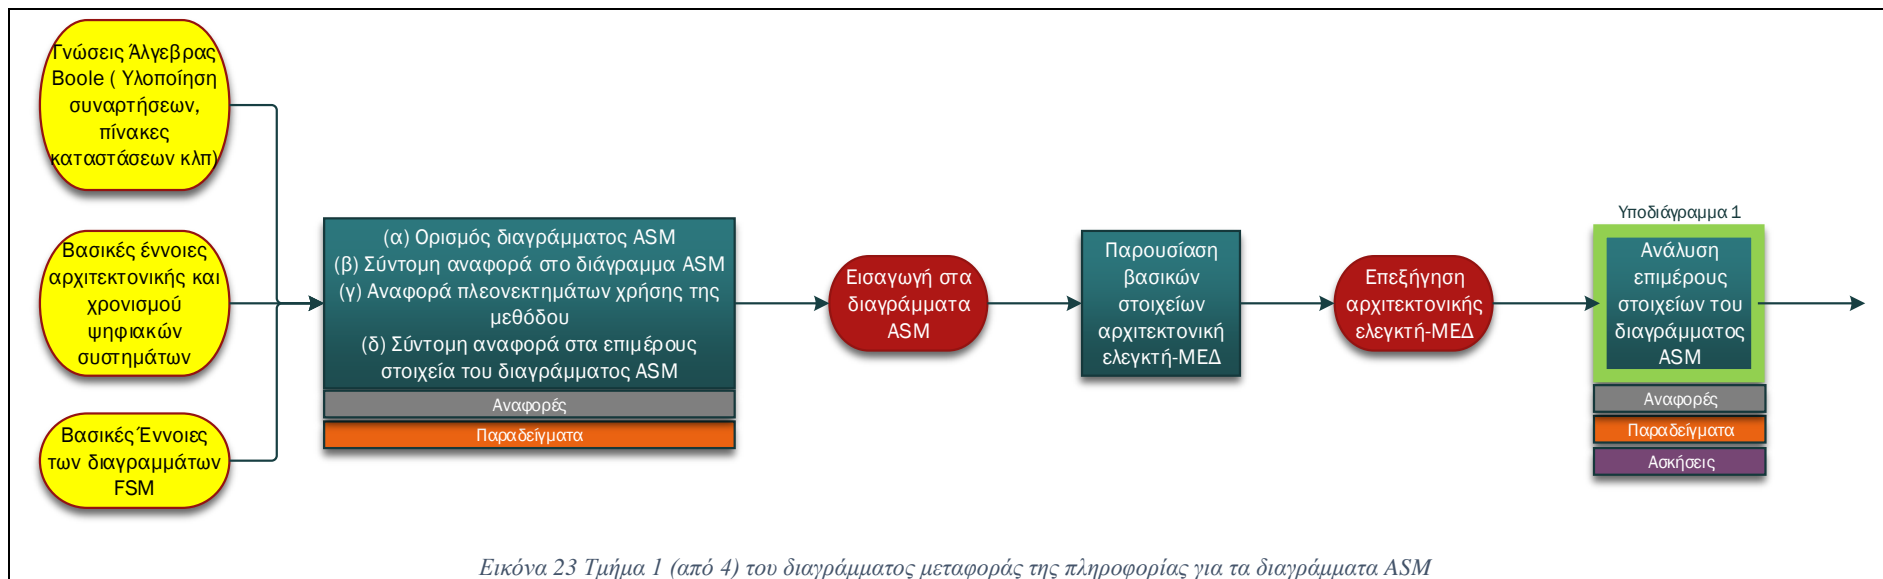 Γνώσεις Άλγεβρας
Boole ( Υλοποίηση
συναρτήσεων,
πίνακες
καταστάσεων κλπ)
Βασικές έννοιες
αρχιτεκτονικής και
χρονισμού
ψηφιακών
συστημάτων
Βασικές Έννοιες
των διαγραμμάτων
FSM
(α) Ορισμός διαγράμματος ASM
(β) Σύντομη αναφορά στο διάγραμμα ASM
(γ) Αναφορά πλεονεκτημάτων χρήσης της
μεθόδου
(δ) Σύντομη αναφορά στα επιμέρους
στοιχεία του διαγράμματος ASM
Αναφορές
Παραδείγματα
Εισαγωγή στα
διαγράμματα
ASM
Παρουσίαση
βασικών
στοιχείων
αρχιτεκτονική
ελεγκτή-ΜΕΔ
Επεξήγηση
αρχιτεκτονικής
ελεγκτή-ΜΕΔ
Υποδιάγραμμα 1
Ανάλυση
επιμέρους
στοιχείων του
διαγράμματος
ASM
Αναφορές
Παραδείγματα
Ασκήσεις
Εικόνα 23 Τμήμα 1 (από 4) του διαγράμματος μεταφοράς της πληροφορίας για τα διαγράμματα ASM